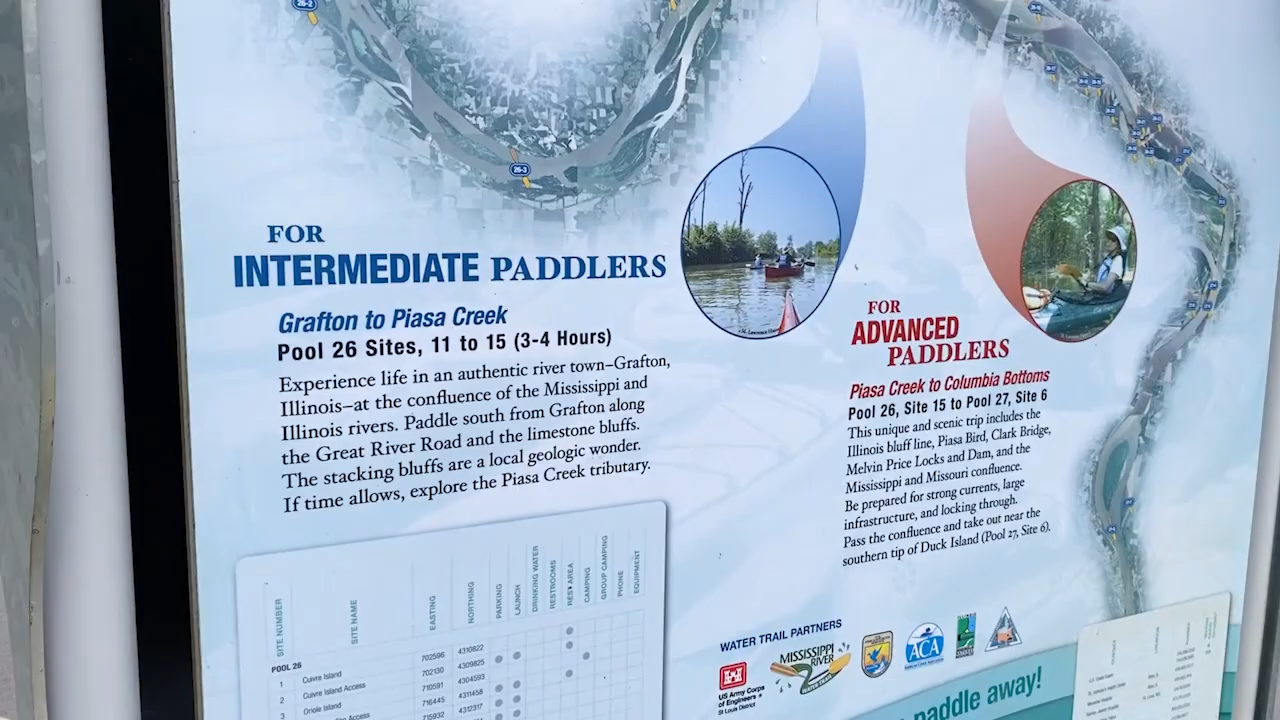 26-2
26-3
FOR
INTERMEDIATE PADDLERS
Grafton to Piasa Creek
Pool 26 Sites, 11 to 15 (3-4 Hours)
Experience life in an authentic river town–Grafton,
Illinois–at the confluence of the Mississippi and
Illinois rivers. Paddle south from Grafton along
the Great River Road and the limestone bluffs.
The stacking bluffs are a local geologic wonder.
If time allows, explore the Piasa Creek tributary.
FOR
ADVANCED
PADDLERS
Piasa Creek to Columbia Bottoms
Pool 26, Site 15 to Pool 27, Site 6
This unique and scenic trip includes the
Illinois bluff line, Piasa Bird, Clark Bridge,
Melvin Price Locks and Dam, and the
Mississippi and Missouri confluence.
Be prepared for strong currents, large
infrastructure, and locking through.
Pass the confluence and take out near the
southern tip of Duck Island (Pool 27, Site 6).
SITE NUMBER
SITE NAME
EASTING
NORTHING
PARKING
LAUNCH
DRINKING WATER
RESTROOMS
REST AREA
CAMPING
GROUP CAMPING
PHONE
EQUIPMENT
POOL 26
1 Cuivre Island 702596 4310822
2 Cuivre Island Access 702130 4309825
3 Oriole Island 710591 4304593
Access 716445 4311458
715932 4312317
WATER TRAIL PARTNERS
US Army Corps
of Engineers
St Louis District
MISSISSIPPI
RIVER
WATER TRAIL
ACA
paddle away!